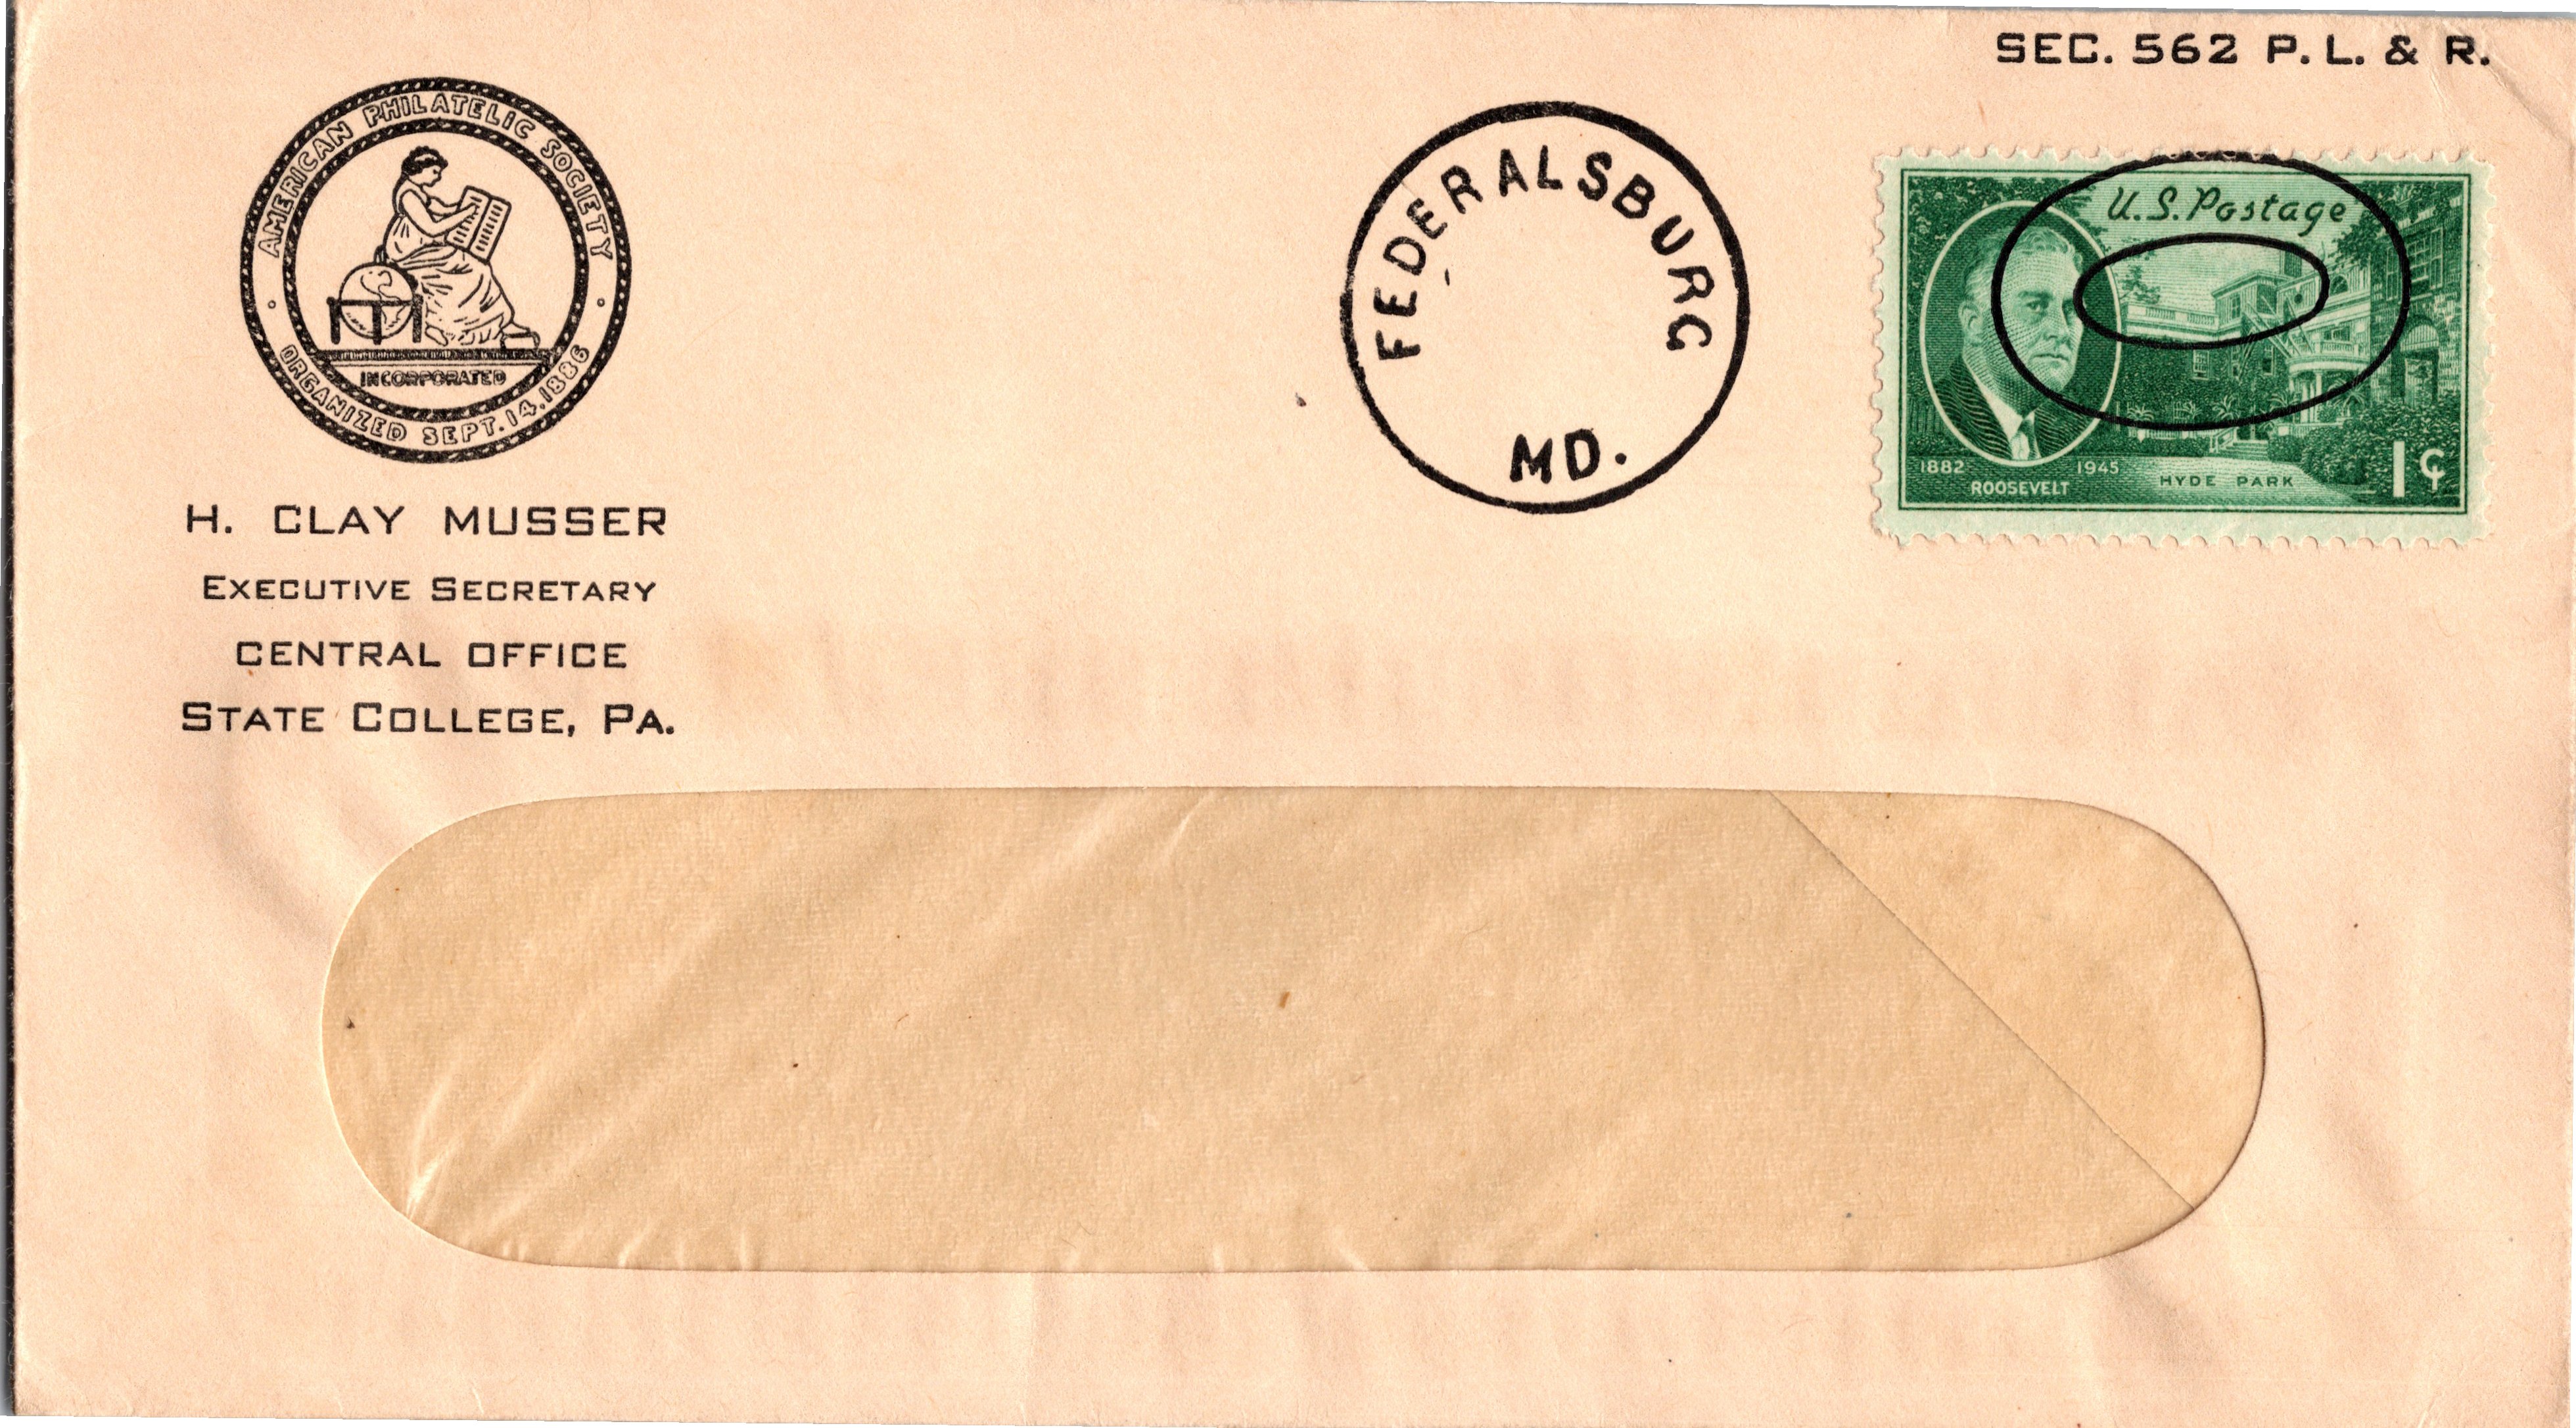 SEC. 562 P. L. & R.
AMERICAN PHILATELIC SOCIETY
INCORPORATED
ORGANIZED SEPT. 14, 1886
H. CLAY MUSSER
EXECUTIVE SECRETARY
CENTRAL OFFICE
STATE COLLEGE, PA.
FEDERALSBURG
MD.
U.S. Postage
1882 1945
ROOSEVELT
HYDE PARK
1¢